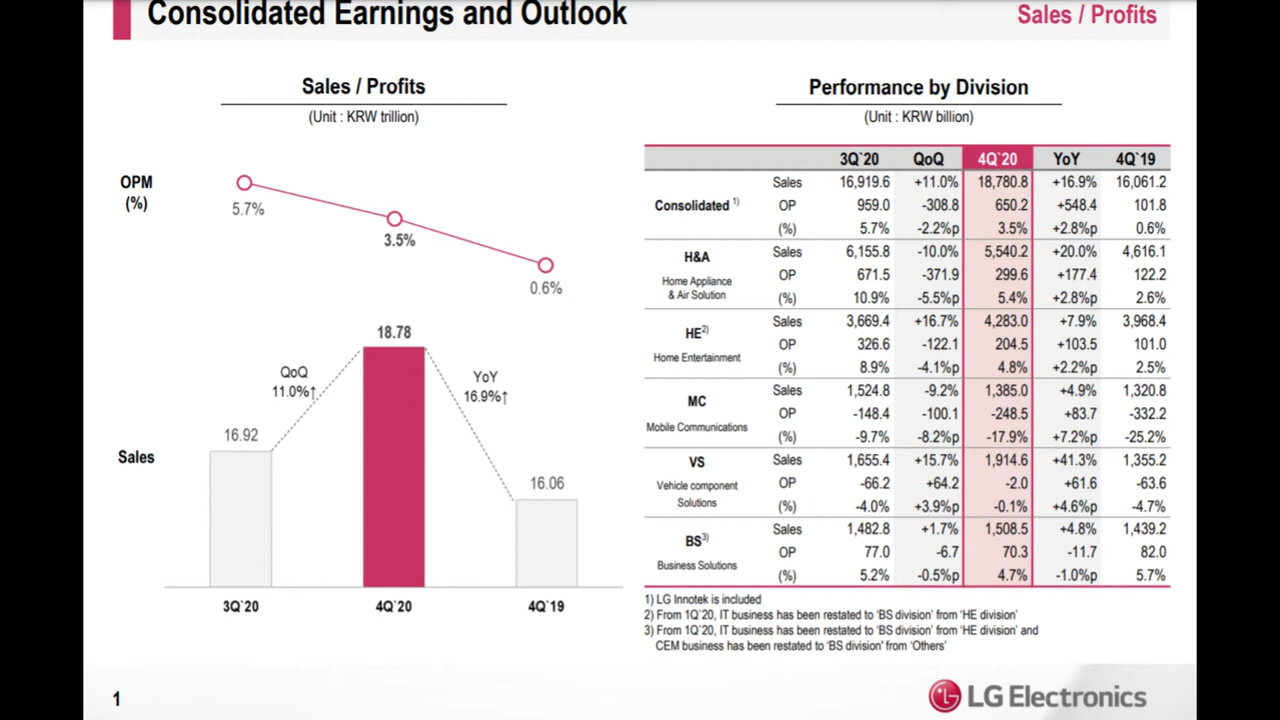 Consolidated Earnings and Outlook
Sales / Profits
Sales / Profits
(Unit : KRW trillion)
OPM
(%)
5.7%
3.5%
0.6%
18.78
QoQ
11.0%↑
YoY
16.9%↑
16.92
16.06
Sales
3Q`20 4Q`20 4Q`19
Performance by Division
(Unit : KRW billion)
3Q`20 QoQ 4Q`20 YoY 4Q`19
Consolidated 1)
Sales 16,919.6 +11.0% 18,780.8 +16.9% 16,061.2
OP 959.0 -308.8 650.2 +548.4 101.8
(%) 5.7% -2.2%p 3.5% +2.8%p 0.6%
H&A
Home Appliance
& Air Solution
Sales 6,155.8 -10.0% 5,540.2 +20.0% 4,616.1
OP 671.5 -371.9 299.6 +177.4 122.2
(%) 10.9% -5.5%p 5.4% +2.8%p 2.6%
HE2)
Home Entertainment
Sales 3,669.4 +16.7% 4,283.0 +7.9% 3,968.4
OP 326.6 -122.1 204.5 +103.5 101.0
(%) 8.9% -4.1%p 4.8% +2.2%p 2.5%
MC
Mobile Communications
Sales 1,524.8 -9.2% 1,385.0 +4.9% 1,320.8
OP -148.4 -100.1 -248.5 +83.7 -332.2
(%) -9.7% -8.2%p -17.9% +7.2%p -25.2%
VS
Vehicle component
Solutions
Sales 1,655.4 +15.7% 1,914.6 +41.3% 1,355.2
OP -66.2 +64.2 -2.0 +61.6 -63.6
(%) -4.0% +3.9%p -0.1% +4.6%p -4.7%
BS3)
Business Solutions
Sales 1,482.8 +1.7% 1,508.5 +4.8% 1,439.2
OP 77.0 -6.7 70.3 -11.7 82.0
(%) 5.2% -0.5%p 4.7% -1.0%p 5.7%
1) LG Innotek is included
2) From 1Q`20, IT business has been restated to ‘BS division’ from ‘HE division’
3) From 1Q`20, IT business has been restated to ‘BS division’ from ‘HE division’ and
CEM business has been restated to ‘BS division’ from ‘Others’
1
LG Electronics